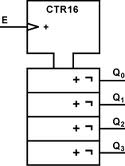 CTR16
E
+
+ ¬ Q₀
+ ¬ Q₁
+ ¬ Q₂
+ ¬ Q₃